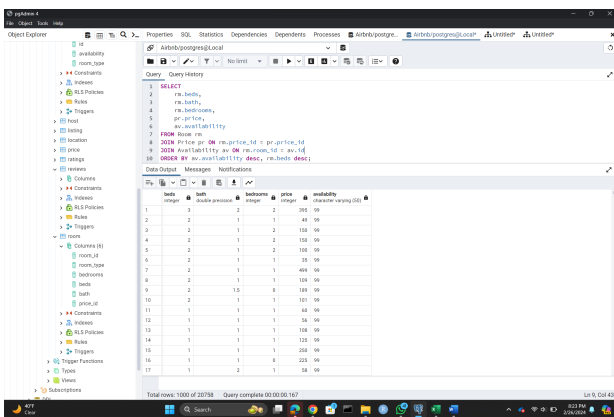 pgAdmin 4
File Object Tools Help
Object Explorer
Properties SQL Statistics Dependencies Dependents Processes Airbnb/postgre... Airbnb/postgres@Local* Untitled* Untitled*
id
availability
room_type
Constraints
Indexes
RLS Policies
Rules
Triggers
host
listing
location
price
ratings
reviews
Columns
Constraints
Indexes
RLS Policies
Rules
Triggers
room
Columns (6)
room_id
room_type
bedrooms
beds
bath
price_id
Constraints
Indexes
RLS Policies
Rules
Triggers
Trigger Functions
Types
Views
Subscriptions
Airbnb/postgres@Local
No limit
Query Query History
1 SELECT
2 rm.beds,
3 rm.bath,
4 rm.bedrooms,
5 pr.price,
6 av.availability
7 FROM Room rm
8 JOIN Price pr ON rm.price_id = pr.price_id
9 JOIN Availability av ON rm.room_id = av.id
10 ORDER BY av.availability desc, rm.beds desc;
Data Output Messages Notifications
beds integer bath double precision bedrooms integer price integer availability character varying (50)
1 3 2 2 395 99
2 2 1 1 49 99
3 2 1 2 150 99
4 2 1 2 150 99
5 2 1 2 100 99
6 2 1 1 35 99
7 2 1 1 499 99
8 2 1 1 109 99
9 2 1.5 0 189 99
10 2 1 1 101 99
11 1 1 1 60 99
12 1 1 1 56 99
13 1 1 1 108 99
14 1 1 1 125 99
15 1 1 1 250 99
16 1 1 0 225 99
17 1 2 1 58 99
Total rows: 1000 of 20758 Query complete 00:00:00.167
40°F
Clear
Search
8:23 PM
2/26/2024